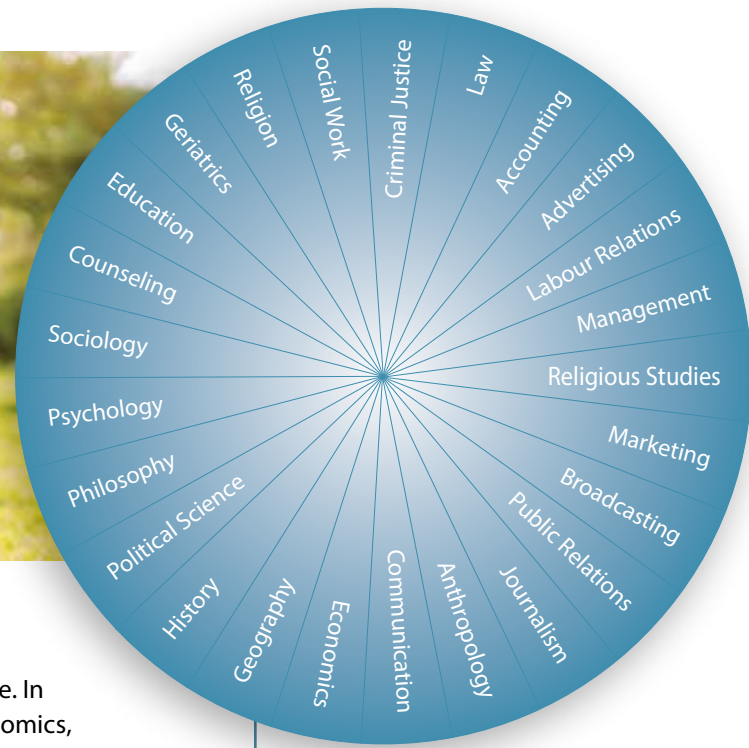 Criminal Justice
Law
Accounting
Advertising
Labour Relations
Management
Religious Studies
Marketing
Broadcasting
Public Relations
Journalism
Anthropology
Communication
Economics
Geography
History
Political Science
Philosophy
Psychology
Sociology
Counseling
Education
Geriatrics
Religion
Social Work
e. In
omics,